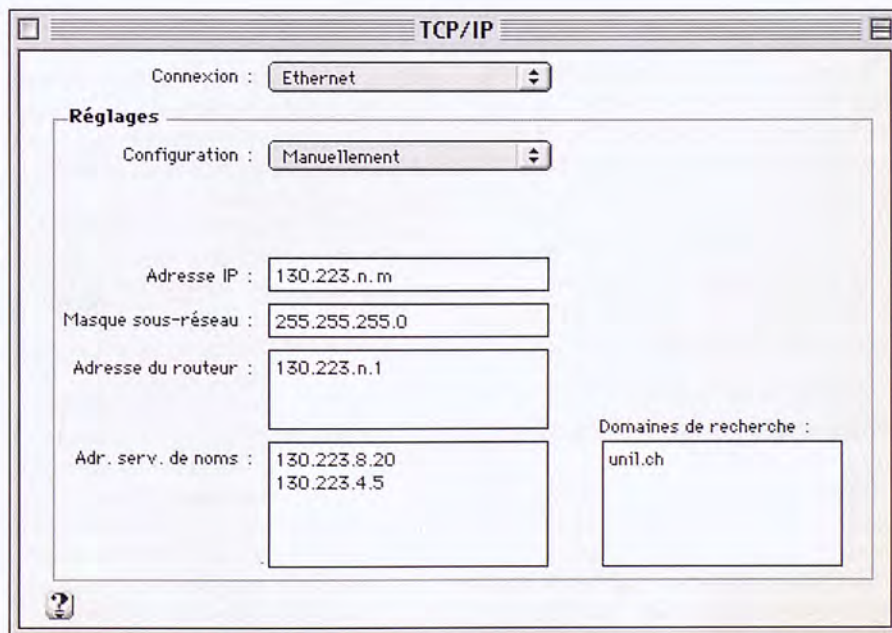 TCP/IP
Connexion : Ethernet
Réglages
Configuration : Manuellement
Adresse IP : 130.223.n.m
Masque sous-réseau : 255.255.255.0
Adresse du routeur : 130.223.n.1
Adr. serv. de noms : 130.223.8.20
130.223.4.5
Domaines de recherche :
unil.ch
?